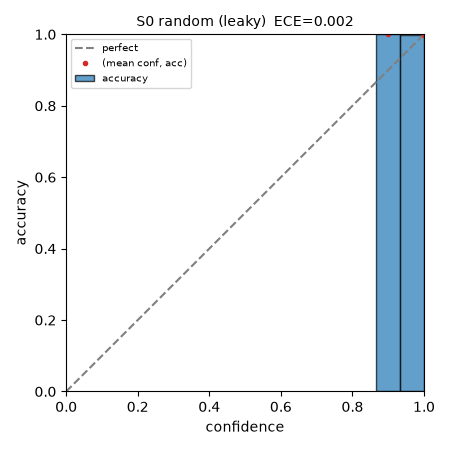 S0 random (leaky) ECE=0.002
perfect
(mean conf, acc)
accuracy
accuracy
1.0
0.8
0.6
0.4
0.2
0.0
0.0 0.2 0.4 0.6 0.8 1.0
confidence